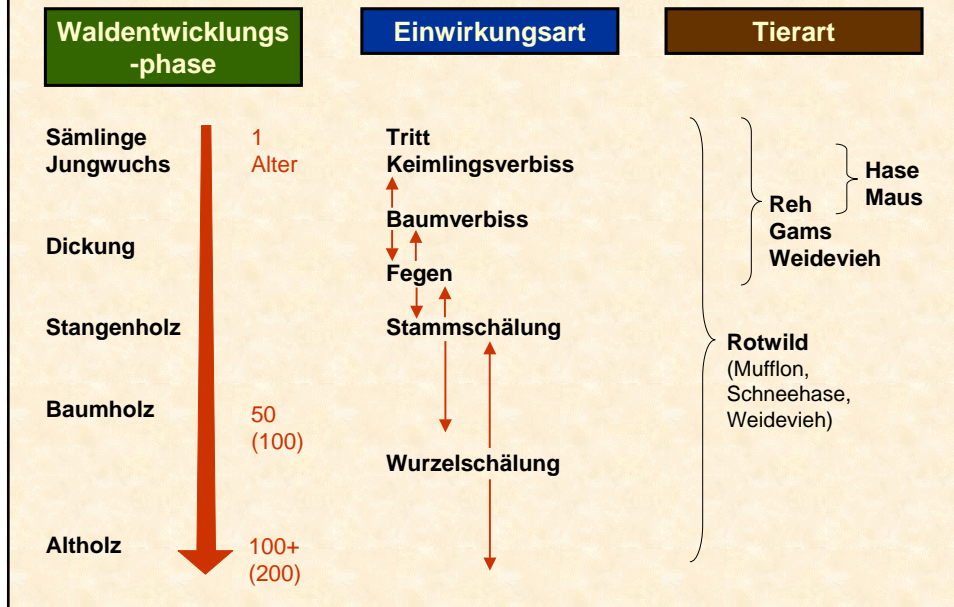 Waldentwicklungs
-phase
Einwirkungsart
Tierart
Sämlinge
Jungwuchs
1
Alter
Dickung
Stangenholz
Baumholz
50
(100)
Altholz
100+
(200)
Tritt
Keimlingsverbiss
Baumverbiss
Fegen
Stammschälung
Wurzelschälung
Hase
Maus
Reh
Gams
Weidevieh
Rotwild
(Mufflon,
Schneehase,
Weidevieh)